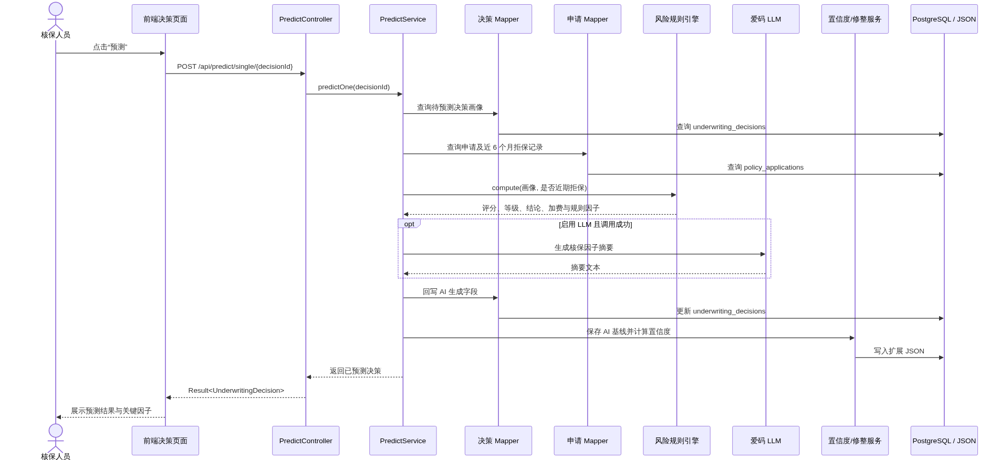 核保人员
前端决策页面
PredictController
PredictService
决策 Mapper
申请 Mapper
风险规则引擎
爱码 LLM
置信度/修整服务
PostgreSQL / JSON
点击“预测”
POST /api/predict/single/{decisionId}
predictOne(decisionId)
查询待预测决策画像
查询 underwriting_decisions
查询申请及近 6 个月拒保记录
查询 policy_applications
compute(画像, 是否近期拒保)
评分、等级、结论、加费与规则因子
opt
[启用 LLM 且调用成功]
生成核保因子摘要
摘要文本
回写 AI 生成字段
更新 underwriting_decisions
保存 AI 基线并计算置信度
写入扩展 JSON
返回已预测决策
Result<UnderwritingDecision>
展示预测结果与关键因子
核保人员
前端决策页面
PredictController
PredictService
决策 Mapper
申请 Mapper
风险规则引擎
爱码 LLM
置信度/修整服务
PostgreSQL / JSON